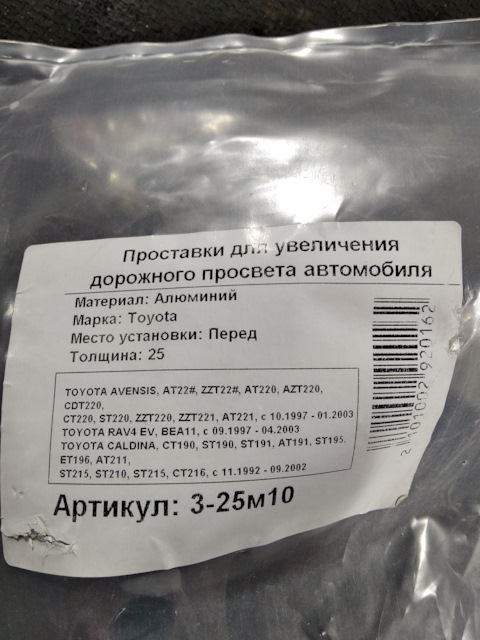 Проставки для увеличения
дорожного просвета автомобиля
Материал: Алюминий
Марка: Toyota
Место установки: Перед
Толщина: 25
TOYOTA AVENSIS, AT22#, ZZT22#, AT220, AZT220,
CDT220,
CT220, ST220, ZZT220, ZZT221, AT221, с 10.1997 - 01.2003
TOYOTA RAV4 EV, BEA11, с 09.1997 - 04.2003
TOYOTA CALDINA, CT190, ST190, ST191, AT191, ST195,
ET196, AT211,
ST215, ST210, ST215, CT216, с 11.1992 - 09.2002
Артикул: 3-25м10